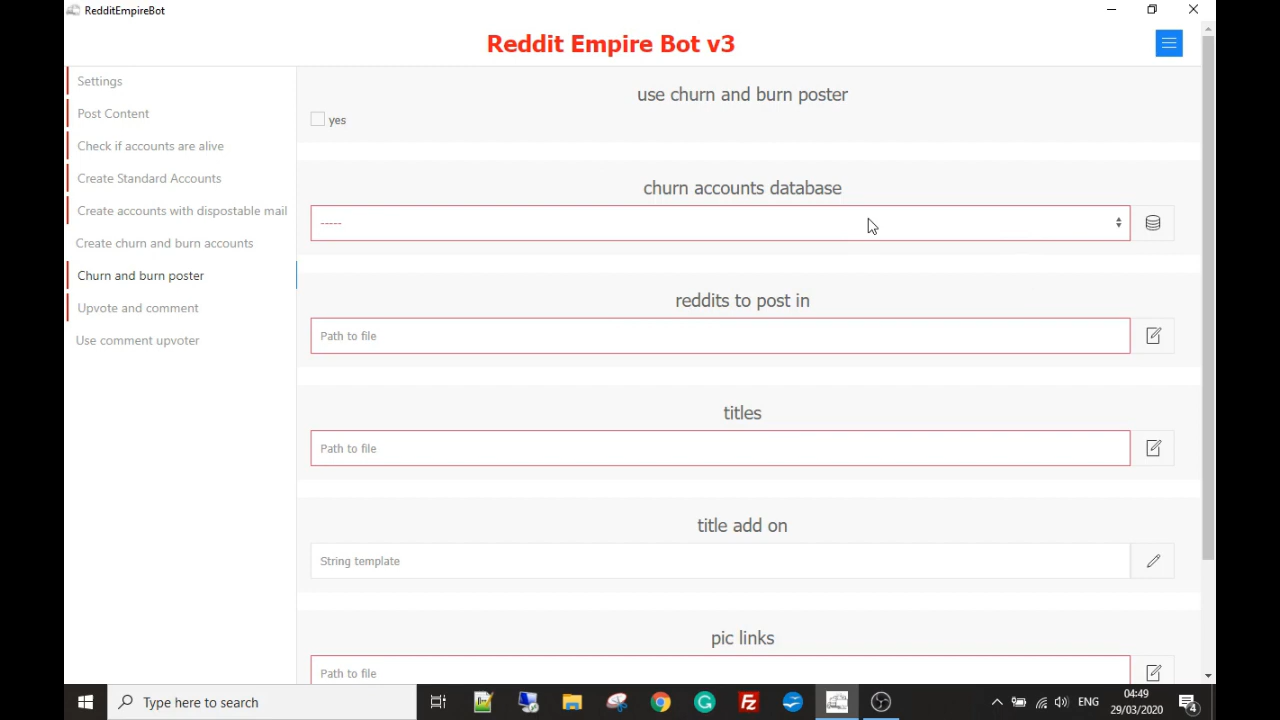 RedditEmpireBot
Reddit Empire Bot v3
Settings
Post Content
Check if accounts are alive
Create Standard Accounts
Create accounts with dispostable mail
Create churn and burn accounts
Churn and burn poster
Upvote and comment
Use comment upvoter
use churn and burn poster
yes
churn accounts database
-----
reddits to post in
Path to file
titles
Path to file
title add on
String template
pic links
Path to file
Type here to search
ENG
04:49
29/03/2020
4